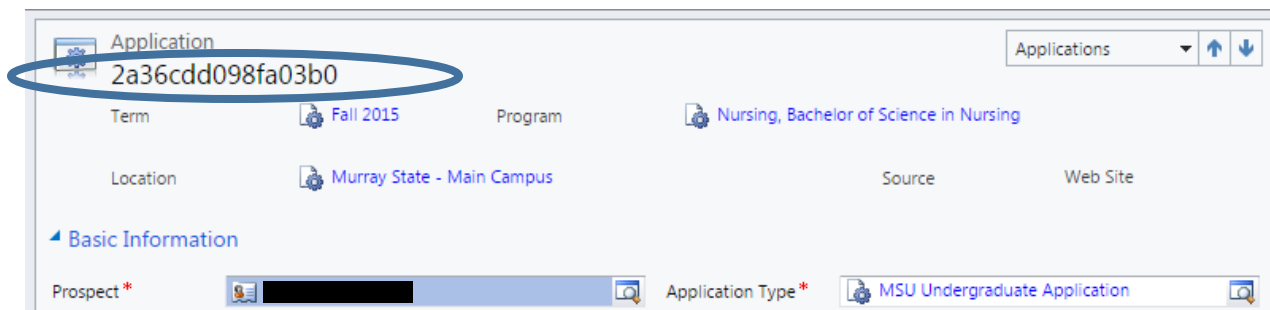 Application
Applications
2a36cdd098fa03b0
Term Fall 2015 Program Nursing, Bachelor of Science in Nursing
Location Murray State - Main Campus Source Web Site
Basic Information
Prospect * Application Type * MSU Undergraduate Application